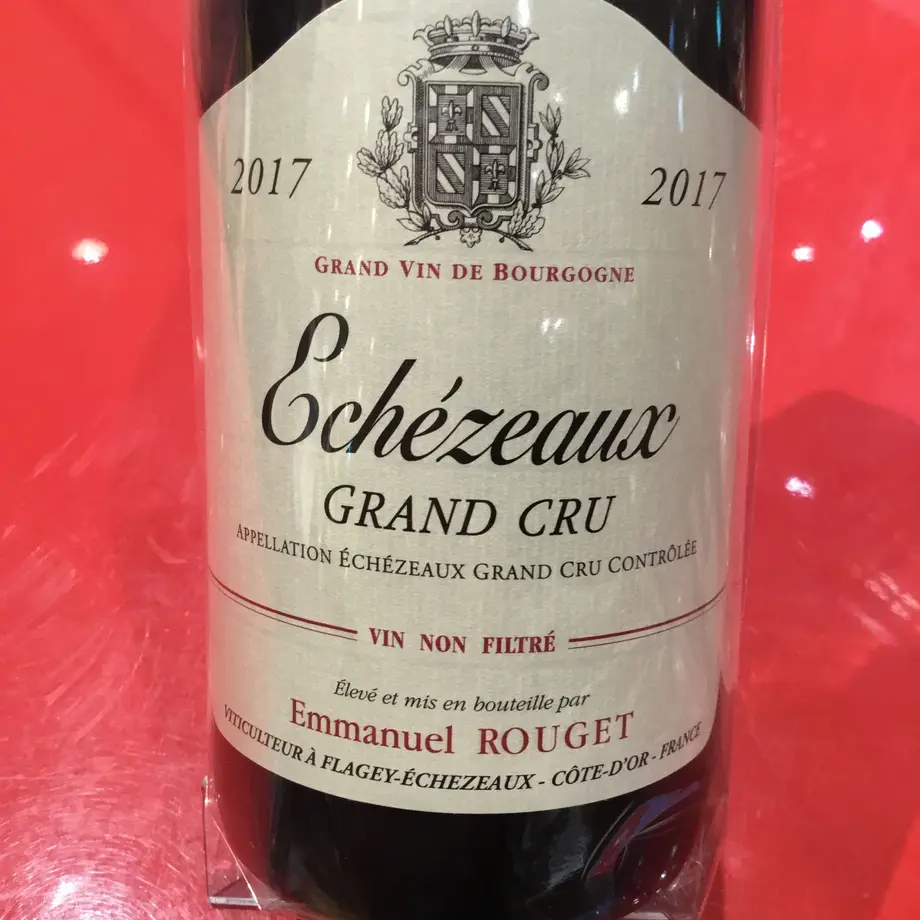 2017 2017
GRAND VIN DE BOURGOGNE
Echézeaux
GRAND CRU
APPELLATION ÉCHÉZEAUX GRAND CRU CONTRÔLÉE
VIN NON FILTRÉ
Élevé et mis en bouteille par
Emmanuel ROUGET
VITICULTEUR À FLAGEY-ÉCHEZEAUX - CÔTE-D'OR - FRANCE